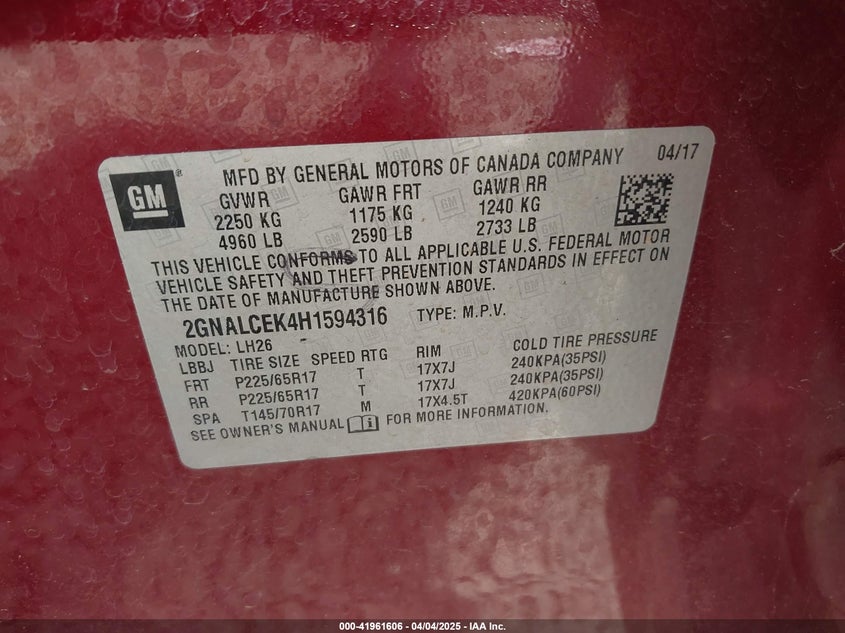 GM
MFD BY GENERAL MOTORS OF CANADA COMPANY 04/17
GVWR GAWR FRT GAWR RR
2250 KG 1175 KG 1240 KG
4960 LB 2590 LB 2733 LB
THIS VEHICLE CONFORMS TO ALL APPLICABLE U.S. FEDERAL MOTOR
VEHICLE SAFETY AND THEFT PREVENTION STANDARDS IN EFFECT ON
THE DATE OF MANUFACTURE SHOWN ABOVE.
2GNALCEK4H1594316 TYPE: M.P.V.
MODEL: LH26
LBBJ TIRE SIZE SPEED RTG RIM COLD TIRE PRESSURE
FRT P225/65R17 T 17X7J 240KPA(35PSI)
RR P225/65R17 T 17X7J 240KPA(35PSI)
SPA T145/70R17 M 17X4.5T 420KPA(60PSI)
SEE OWNER'S MANUAL FOR MORE INFORMATION.
000-41961606 - 04/04/2025 - IAA Inc.